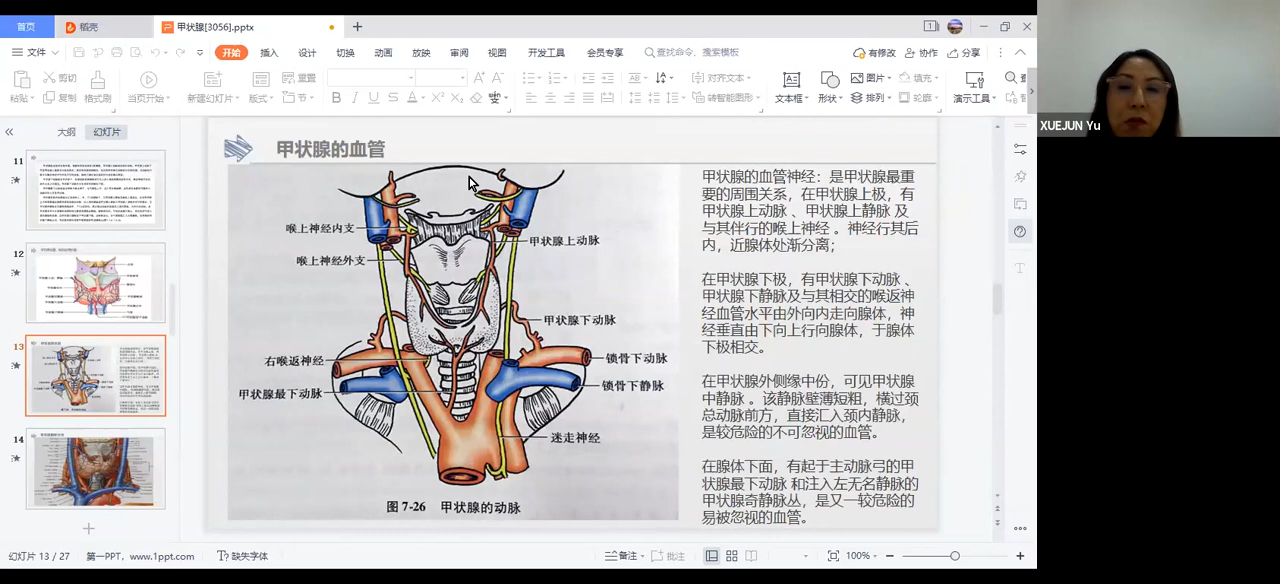 首页
稻壳
甲状腺[3056].pptx
文件
开始
插入
设计
切换
动画
放映
审阅
视图
开发工具
会员专享
查找命令、搜索模板
有修改
协作
分享
粘贴
剪切
复制
格式刷
当页开始
新建幻灯片
版式
重置
节
B I U S A X² X₂
对齐文本
转智能图形
文本框
形状
图片
排列
填充
轮廓
演示工具
大纲
幻灯片
11
12
13
14
甲状腺的血管
喉上神经内支
喉上神经外支
甲状腺上动脉
甲状腺下动脉
右喉返神经
锁骨下动脉
甲状腺最下动脉
锁骨下静脉
迷走神经
图 7-26 甲状腺的动脉
甲状腺的血管神经：是甲状腺最重
要的周围关系，在甲状腺上极，有
甲状腺上动脉 、甲状腺上静脉 及
与其伴行的喉上神经 。神经行其后
内，近腺体处渐分离；
在甲状腺下极，有甲状腺下动脉 、
甲状腺下静脉及与其相交的喉返神
经血管水平由外向内走向腺体，神
经垂直由下向上行向腺体，于腺体
下极相交。
在甲状腺外侧缘中份，可见甲状腺
中静脉 。该静脉壁薄短粗，横过颈
总动脉前方，直接汇入颈内静脉，
是较危险的不可忽视的血管。
在腺体下面，有起于主动脉弓的甲
状腺最下动脉 和注入左无名静脉的
甲状腺奇静脉丛，是又一较危险的
易被忽视的血管。
幻灯片 13 / 27
第一PPT，www.1ppt.com
缺失字体
备注
批注
100%
XUEJUN Yu